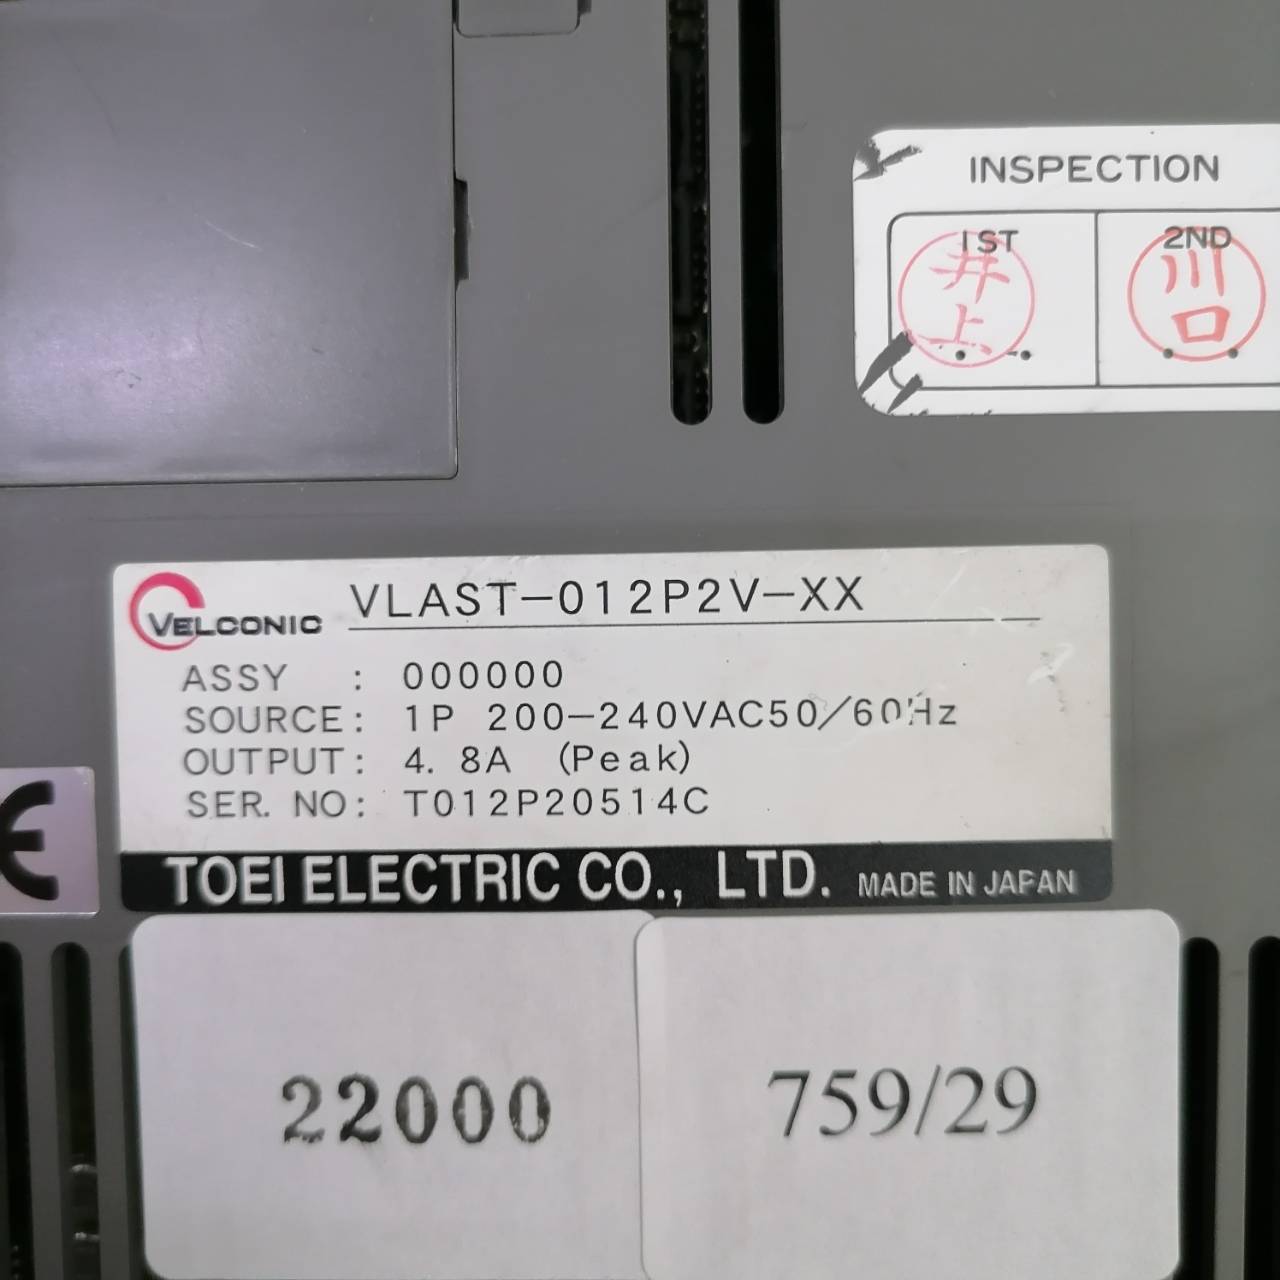 INSPECTION
1ST 2ND
井上 川口
VELCONIC VLAST-012P2V-XX
ASSY : 000000
SOURCE: 1P 200-240VAC50/60Hz
OUTPUT: 4. 8A (Peak)
SER. NO: T012P20514C
TOEI ELECTRIC CO., LTD. MADE IN JAPAN
CE
22000 759/29